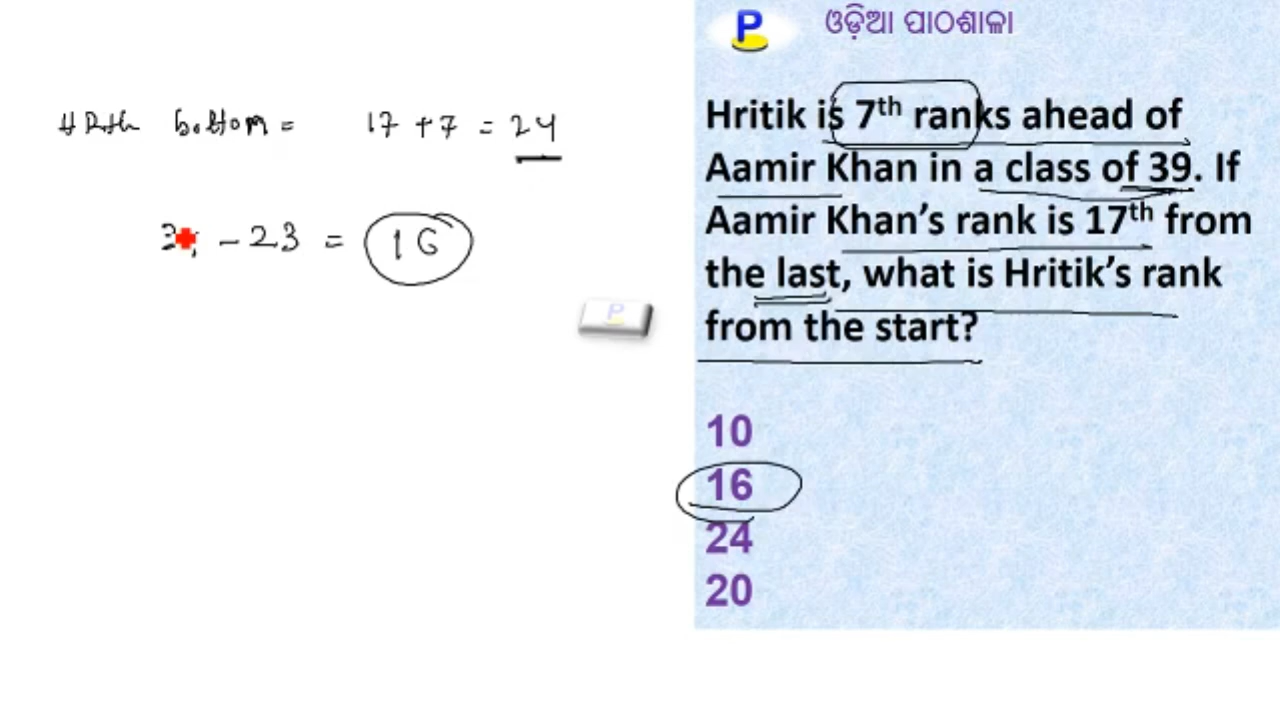 P ଓଡ଼ିଆ ପାଠଶାଳା
Hritik is 7th ranks ahead of
Aamir Khan in a class of 39. If
Aamir Khan’s rank is 17th from
the last, what is Hritik’s rank
from the start?
10
16
24
20
bottom = 17 + 7 = 24
- 23 = 16
P